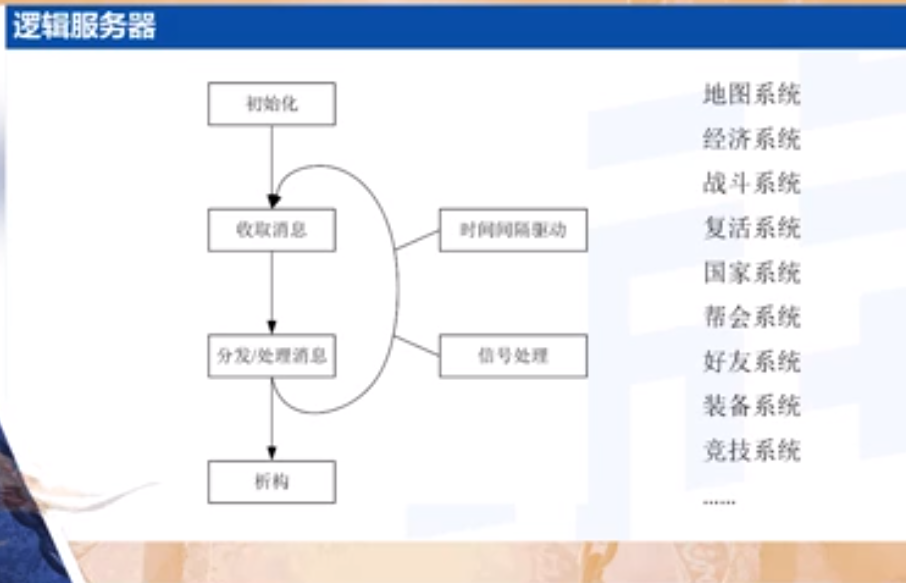 逻辑服务器
初始化
收取消息
时间间隔驱动
分发/处理消息
信号处理
析构
地图系统
经济系统
战斗系统
复活系统
国家系统
帮会系统
好友系统
装备系统
竞技系统
......